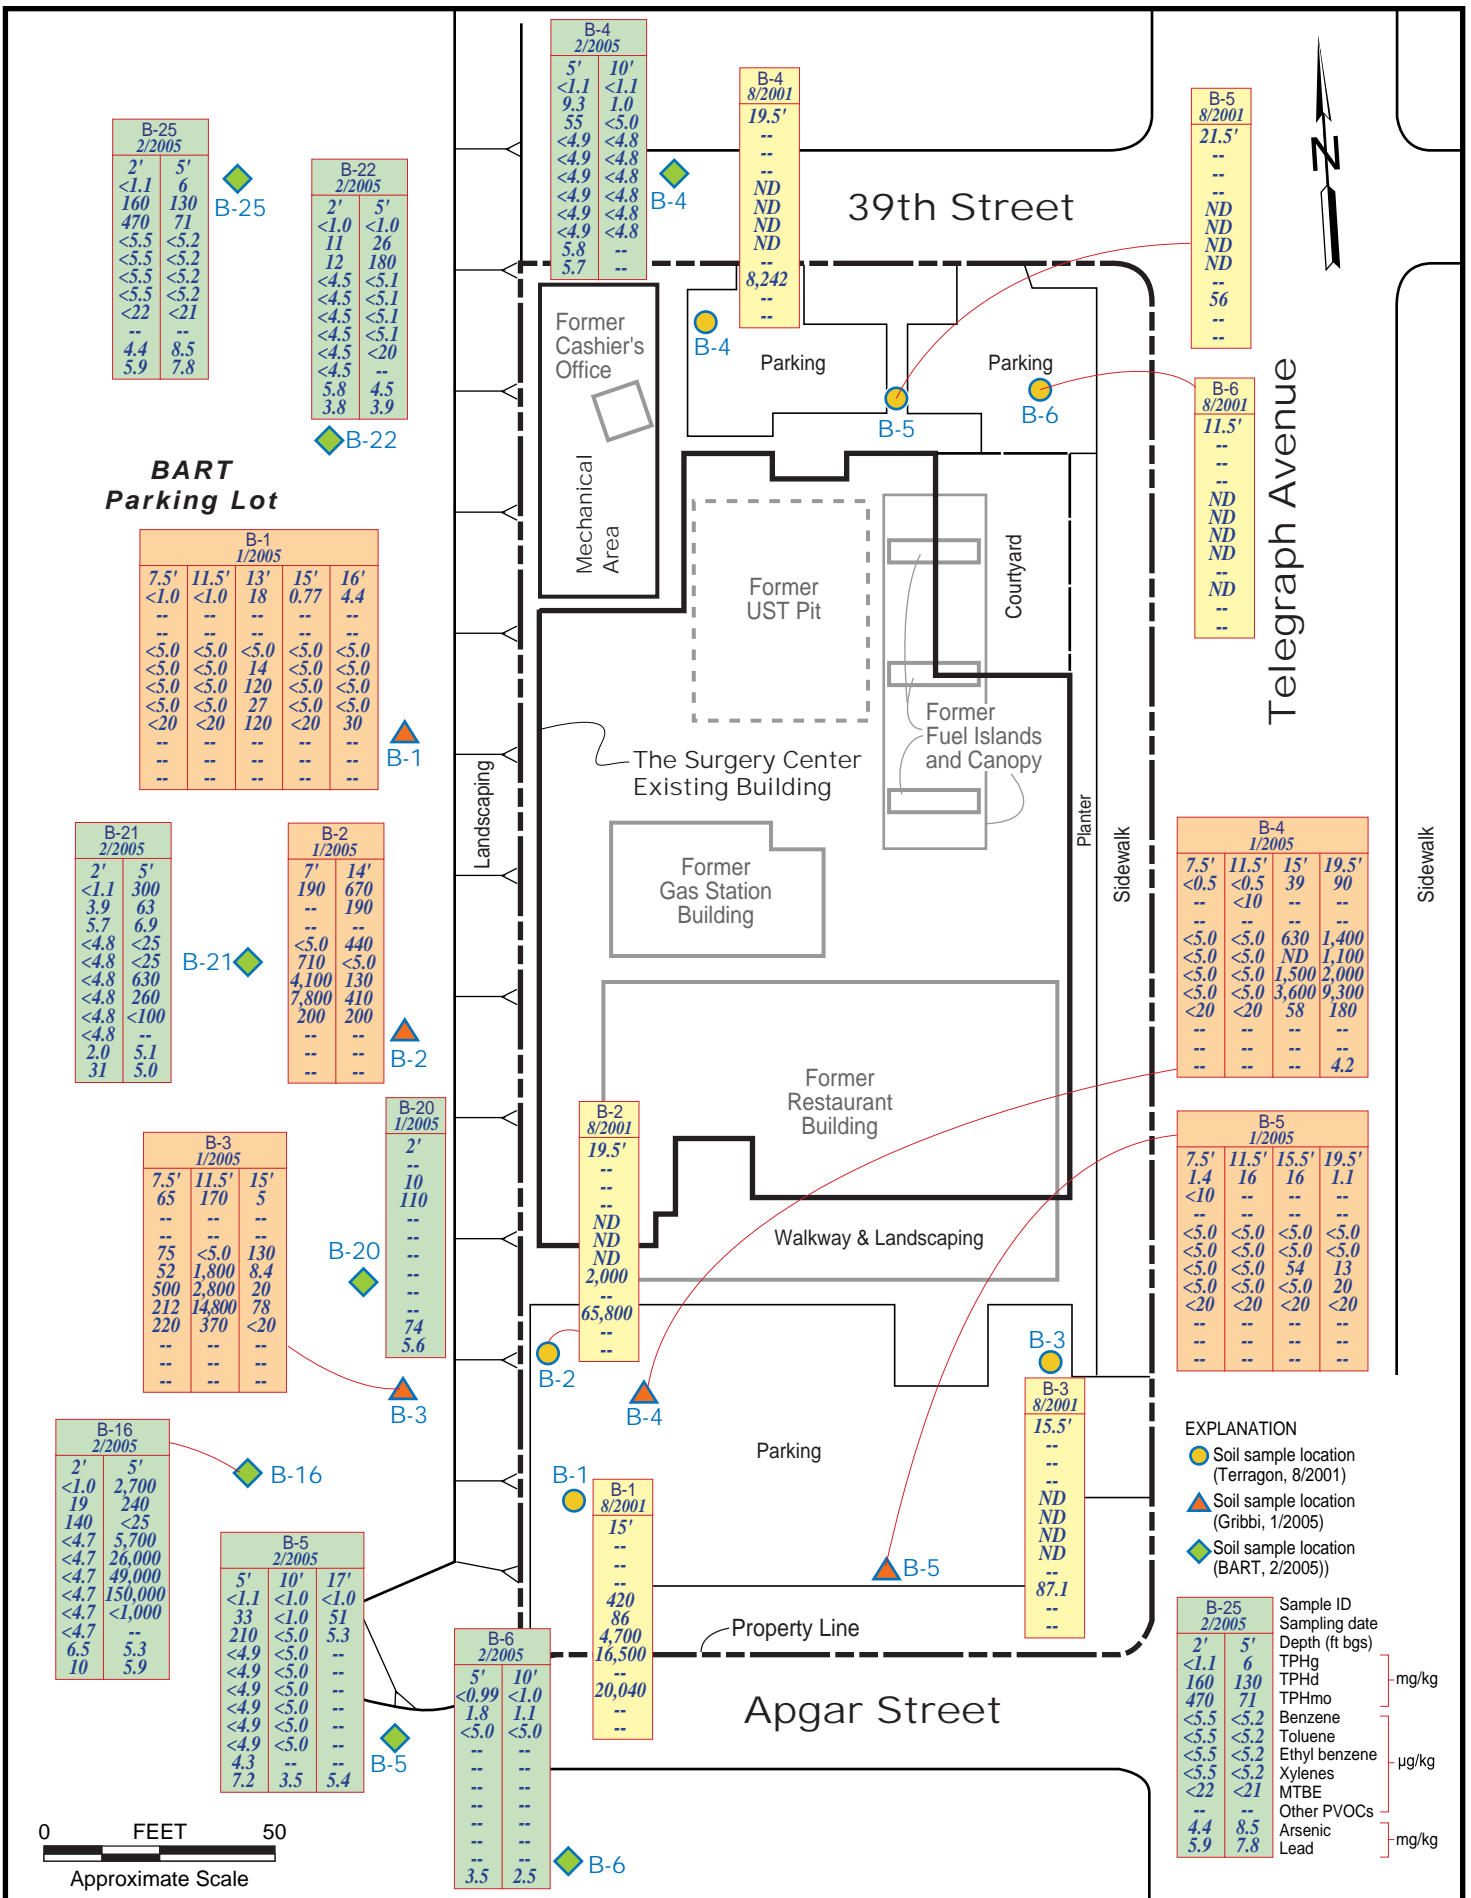 B-4
2/2005
5' 10'
<1.1 <1.1
9.3 1.0
55 <5.0
<4.9 <4.8
<4.9 <4.8
<4.9 <4.8
<4.9 <4.8
<4.9 <4.8
<4.9 <4.8
5.8 --
5.7 --
B-4
B-4
8/2001
19.5'
--
--
--
ND
ND
ND
ND
--
8,242
--
--
B-4
B-5
8/2001
21.5'
--
--
--
ND
ND
ND
ND
--
56
--
--
B-5
N
39th Street
B-25
2/2005
2' 5'
<1.1 6
160 130
470 71
<5.5 <5.2
<5.5 <5.2
<5.5 <5.2
<5.5 <5.2
<22 <21
-- --
4.4 8.5
5.9 7.8
B-25
B-22
2/2005
2' 5'
<1.0 <1.0
11 26
12 180
<4.5 <5.1
<4.5 <5.1
<4.5 <5.1
<4.5 <5.1
<4.5 <20
<4.5 --
5.8 4.5
3.8 3.9
B-22
Former
Cashier's
Office
Mechanical
Area
Parking
Parking
B-6
B-6
8/2001
11.5'
--
--
--
ND
ND
ND
ND
--
ND
--
--
Telegraph Avenue
BART
Parking Lot
B-1
1/2005
7.5' 11.5' 13' 15' 16'
<1.0 <1.0 18 0.77 4.4
-- -- -- -- --
-- -- -- -- --
<5.0 <5.0 <5.0 <5.0 <5.0
<5.0 <5.0 14 <5.0 <5.0
<5.0 <5.0 120 <5.0 <5.0
<5.0 <5.0 27 <5.0 <5.0
<20 <20 120 <20 30
-- -- -- -- --
-- -- -- -- --
-- -- -- -- --
B-1
Former
UST Pit
Courtyard
Former
Fuel Islands
and Canopy
The Surgery Center
Existing Building
Landscaping
Planter
Sidewalk
Sidewalk
B-21
2/2005
2' 5'
<1.1 300
3.9 63
5.7 6.9
<4.8 <25
<4.8 <25
<4.8 630
<4.8 260
<4.8 <100
<4.8 --
2.0 5.1
31 5.0
B-21
B-2
1/2005
7' 14'
190 670
-- 190
-- --
<5.0 440
710 <5.0
4,100 130
7,800 410
200 200
-- --
-- --
-- --
B-2
Former
Gas Station
Building
B-4
1/2005
7.5' 11.5' 15' 19.5'
<0.5 <0.5 39 90
-- <10 -- --
-- -- -- --
<5.0 <5.0 630 1,400
<5.0 <5.0 ND 1,100
<5.0 <5.0 1,500 2,000
<5.0 <5.0 3,600 9,300
<20 <20 58 180
-- -- -- --
-- -- -- --
-- -- -- 4.2
B-4
Former
Restaurant
Building
B-3
1/2005
7.5' 11.5' 15'
65 170 5
-- -- --
-- -- --
75 <5.0 130
52 1,800 8.4
500 2,800 20
212 14,800 78
220 370 <20
-- -- --
-- -- --
-- -- --
B-3
B-20
1/2005
2'
--
10
110
--
--
--
--
--
--
74
5.6
B-20
B-2
8/2001
19.5'
--
--
--
ND
ND
ND
2,000
--
65,800
--
--
B-2
Walkway & Landscaping
B-5
1/2005
7.5' 11.5' 15.5' 19.5'
1.4 16 16 1.1
<10 -- -- --
-- -- -- --
<5.0 <5.0 <5.0 <5.0
<5.0 <5.0 <5.0 <5.0
<5.0 <5.0 54 13
<5.0 <5.0 <5.0 20
<20 <20 <20 <20
-- -- -- --
-- -- -- --
-- -- -- --
B-5
B-3
B-3
8/2001
15.5'
--
--
--
ND
ND
ND
ND
--
87.1
--
--
Parking
B-16
2/2005
2' 5'
<1.0 2,700
19 240
140 <25
<4.7 5,700
<4.7 26,000
<4.7 49,000
<4.7 150,000
<4.7 <1,000
<4.7 --
6.5 5.3
10 5.9
B-16
B-5
2/2005
5' 10' 17'
<1.1 <1.0 <1.0
33 <1.0 51
210 <5.0 5.3
<4.9 <5.0 --
<4.9 <5.0 --
<4.9 <5.0 --
<4.9 <5.0 --
<4.9 <5.0 --
<4.9 <5.0 --
4.3 -- --
7.2 3.5 5.4
B-5
B-1
B-1
8/2001
15'
--
--
--
420
86
4,700
16,500
--
20,040
--
--
B-6
2/2005
5' 10'
<0.99 <1.0
1.8 1.1
<5.0 <5.0
-- --
-- --
-- --
-- --
-- --
-- --
-- --
3.5 2.5
B-6
Property Line
Apgar Street
EXPLANATION
Soil sample location
(Terragon, 8/2001)
Soil sample location
(Gribbi, 1/2005)
Soil sample location
(BART, 2/2005))
B-25 Sample ID
2/2005 Sampling date
2' 5' Depth (ft bgs)
<1.1 6 TPHg
160 130 TPHd mg/kg
470 71 TPHmo
<5.5 <5.2 Benzene
<5.5 <5.2 Toluene
<5.5 <5.2 Ethyl benzene µg/kg
<5.5 <5.2 Xylenes
<22 <21 MTBE
-- -- Other PVOCs
4.4 8.5 Arsenic mg/kg
5.9 7.8 Lead
0 FEET 50
Approximate Scale